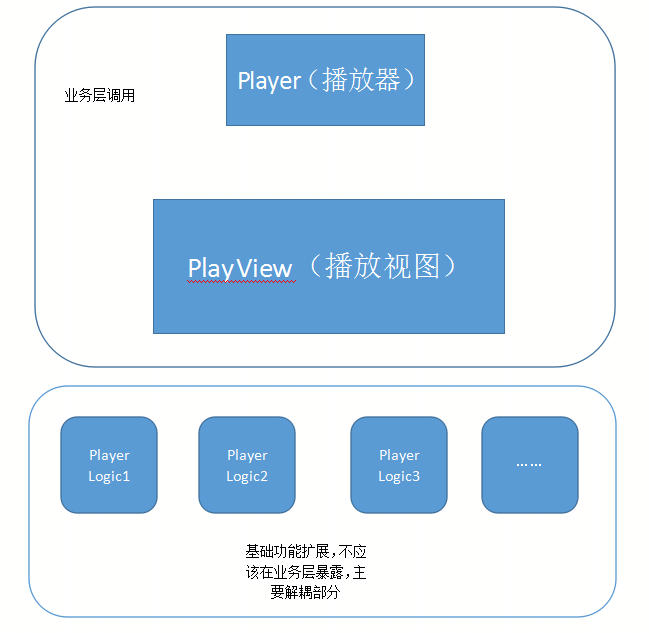 Player（播放器）
业务层调用
PlayView（播放视图）
Player
Logic1
Player
Logic2
Player
Logic3
……
基础功能扩展，不应
该在业务层暴露，主
要解耦部分